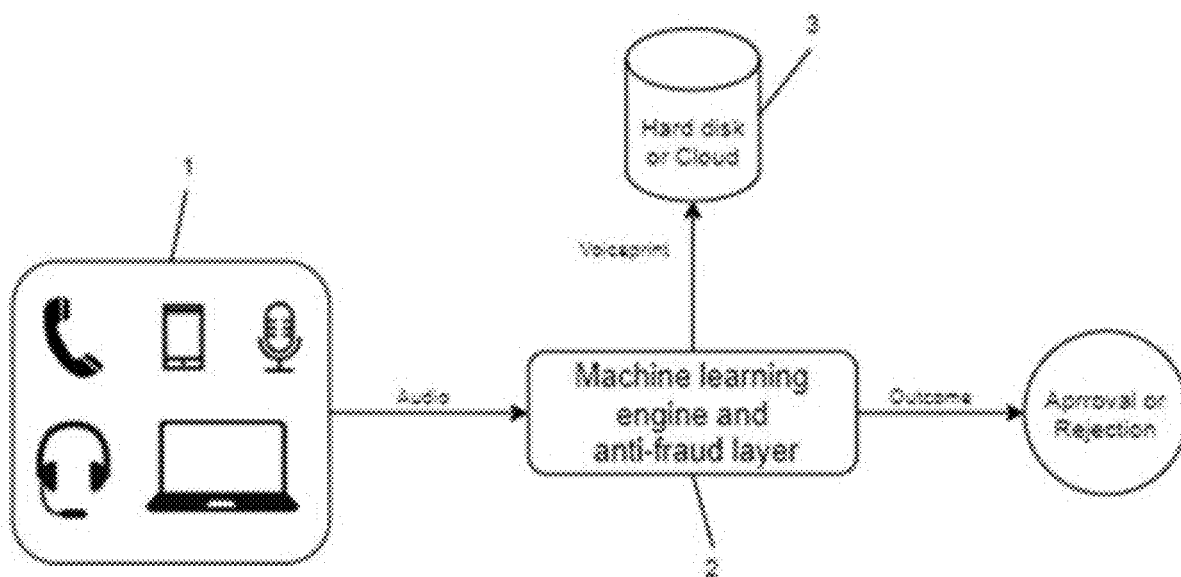 3
Hard disk
or Cloud
1
Voiceprint
Audio
Machine learning
engine and
anti-fraud layer
Outcome
Aprroval or
Rejection
2